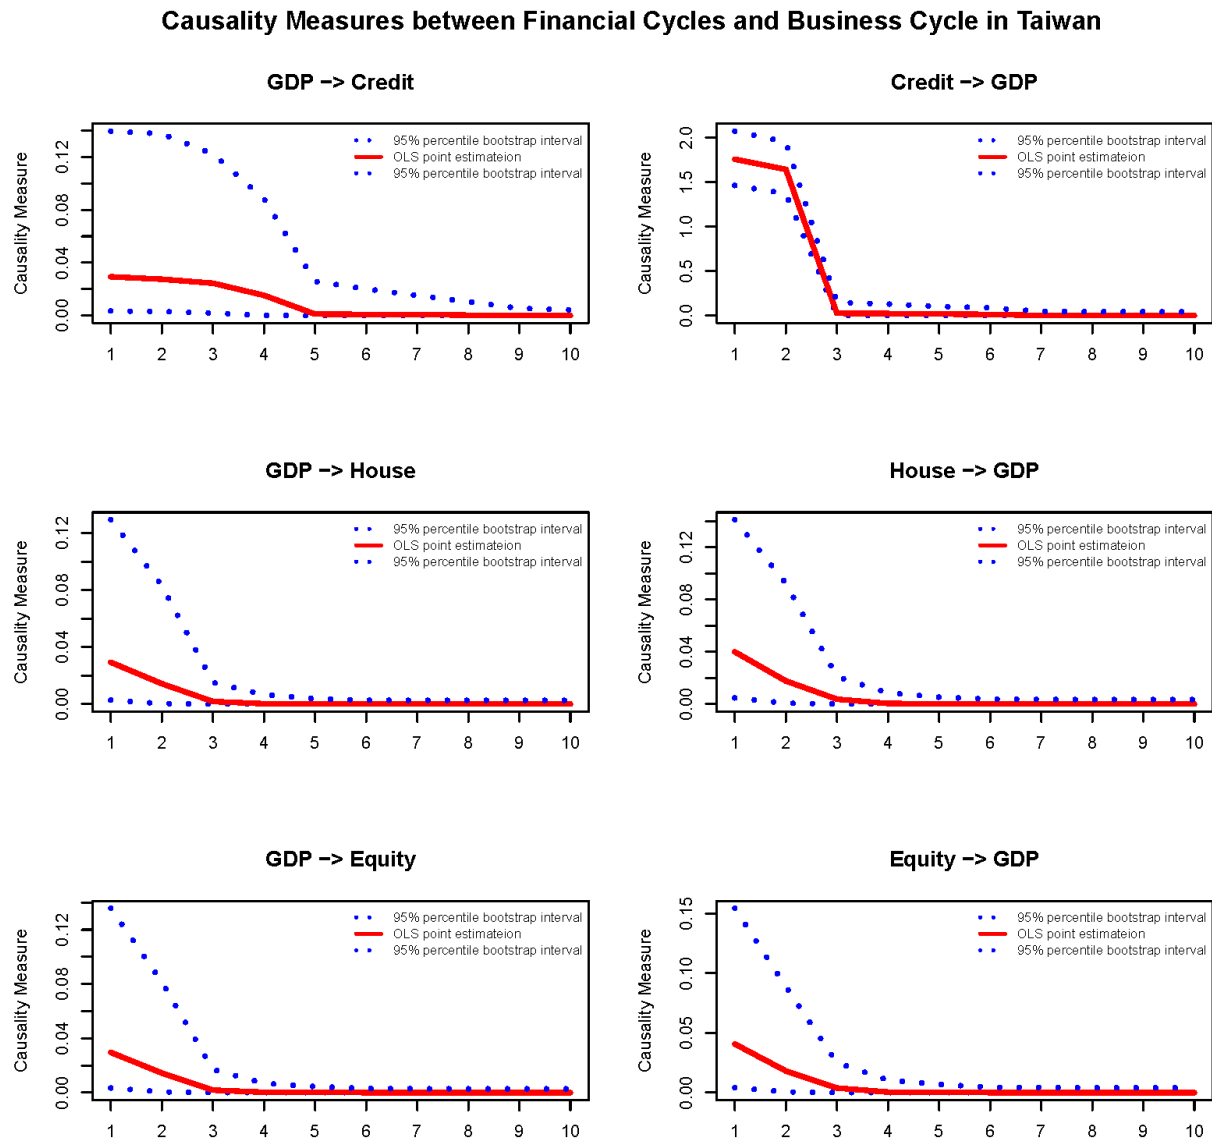 Causality Measures between Financial Cycles and Business Cycle in Taiwan
GDP −> Credit
Causality Measure
0.00 0.04 0.08 0.12
95% percentile bootstrap interval
OLS point estimateion
95% percentile bootstrap interval
1 2 3 4 5 6 7 8 9 10
Credit −> GDP
Causality Measure
0.0 0.5 1.0 1.5 2.0
95% percentile bootstrap interval
OLS point estimateion
95% percentile bootstrap interval
1 2 3 4 5 6 7 8 9 10
GDP −> House
Causality Measure
0.00 0.04 0.08 0.12
95% percentile bootstrap interval
OLS point estimateion
95% percentile bootstrap interval
1 2 3 4 5 6 7 8 9 10
House −> GDP
Causality Measure
0.00 0.04 0.08 0.12
95% percentile bootstrap interval
OLS point estimateion
95% percentile bootstrap interval
1 2 3 4 5 6 7 8 9 10
GDP −> Equity
Causality Measure
0.00 0.04 0.08 0.12
95% percentile bootstrap interval
OLS point estimateion
95% percentile bootstrap interval
1 2 3 4 5 6 7 8 9 10
Equity −> GDP
Causality Measure
0.00 0.05 0.10 0.15
95% percentile bootstrap interval
OLS point estimateion
95% percentile bootstrap interval
1 2 3 4 5 6 7 8 9 10